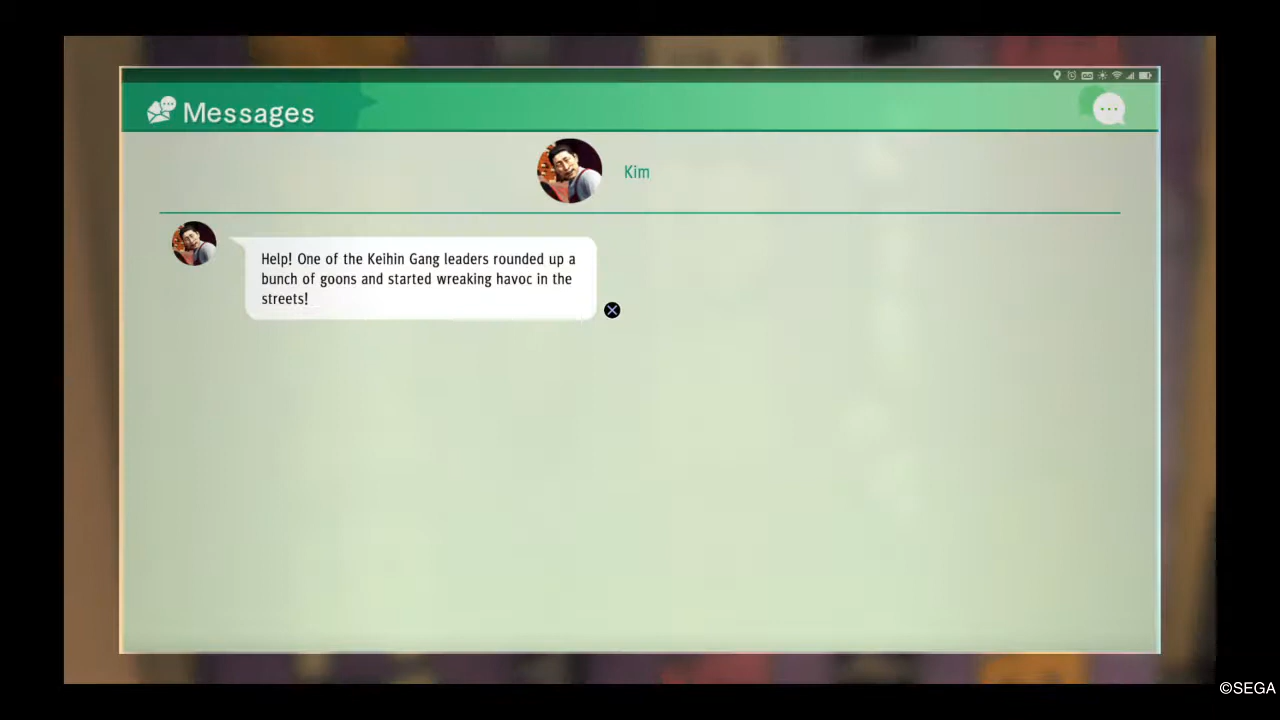 Messages
Kim
Help! One of the Keihin Gang leaders rounded up a
bunch of goons and started wreaking havoc in the
streets!
©SEGA